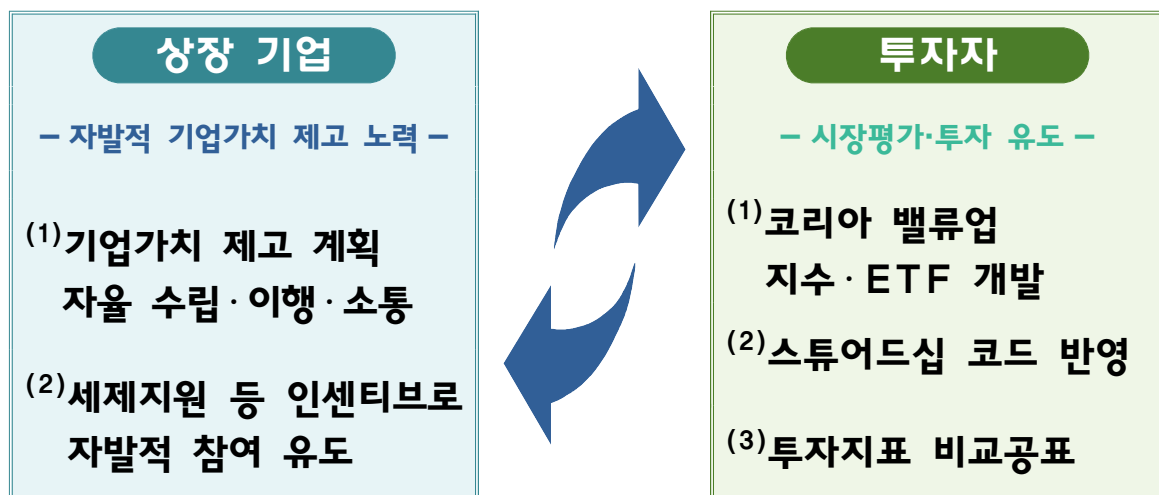 상장 기업
– 자발적 기업가치 제고 노력 –
(1)기업가치 제고 계획
자율 수립·이행·소통
(2)세제지원 등 인센티브로
자발적 참여 유도
투자자
– 시장평가·투자 유도 –
(1)코리아 밸류업
지수·ETF 개발
(2)스튜어드십 코드 반영
(3)투자지표 비교공표